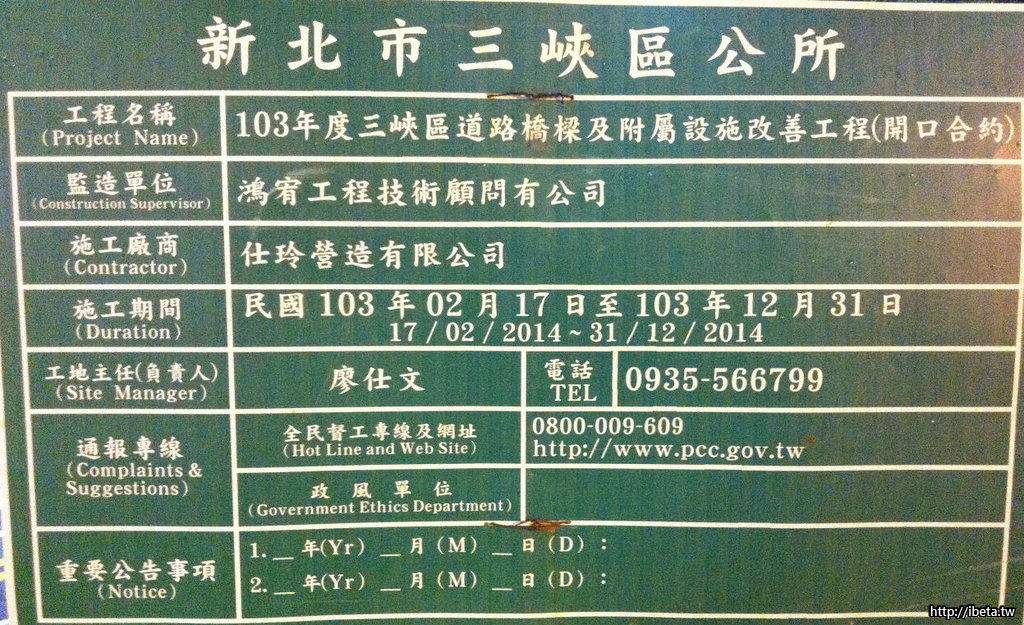 新北市三峽區公所
工程名稱
(Project Name)
103年度三峽區道路橋樑及附屬設施改善工程(開口合約)
監造單位
(Construction Supervisor)
鴻宥工程技術顧問有公司
施工廠商
(Contractor)
仕玲營造有限公司
施工期間
(Duration)
民國 103 年 02 月 17 日至 103 年 12 月 31 日
17 / 02 / 2014 ~ 31 / 12 / 2014
工地主任(負責人)
(Site Manager)
廖仕文
電話
TEL
0935-566799
通報專線
(Complaints &
Suggestions)
全民督工專線及網址
(Hot Line and Web Site)
0800-009-609
http://www.pcc.gov.tw
政風單位
(Government Ethics Department)
重要公告事項
(Notice)
1. __ 年(Yr) __ 月(M) __ 日(D):
2. __ 年(Yr) __ 月(M) __ 日(D):
http://ibeta.tw